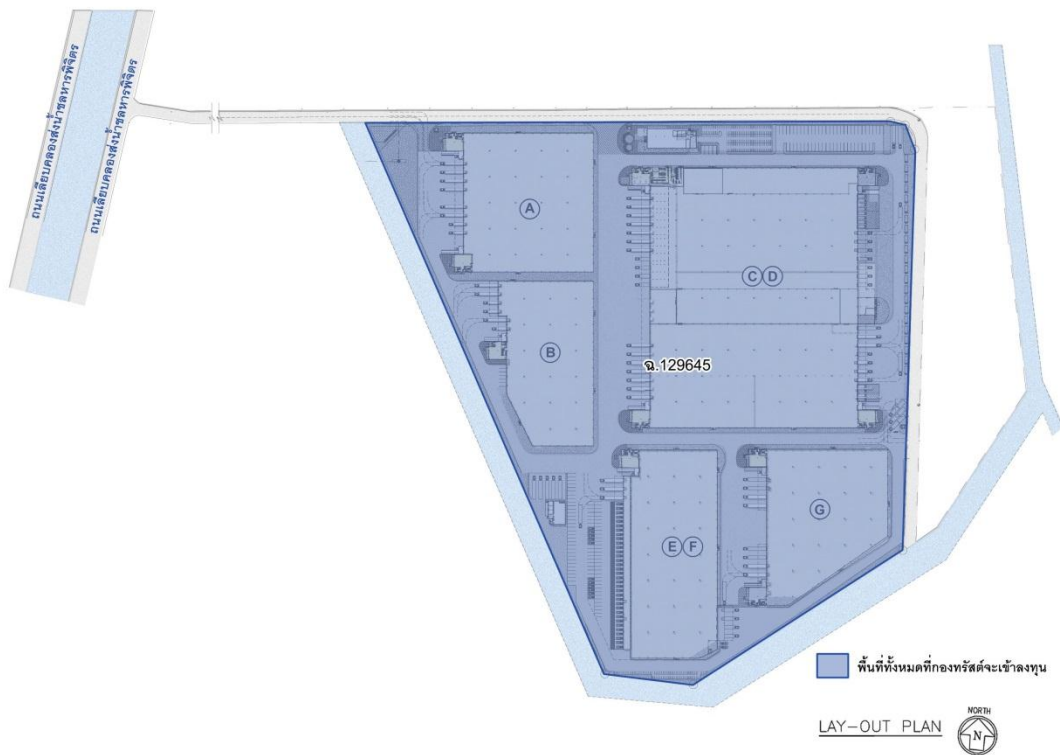 ถนนเลียบคลองส่งน้ำชลหารพิจิตร
ถนนเลียบคลองส่งน้ำชลหารพิจิตร
A
C D
B
ฉ.129645
G
E F
พื้นที่ทั้งหมดที่กองทรัสต์จะเข้าลงทุน
NORTH
LAY-OUT PLAN
N